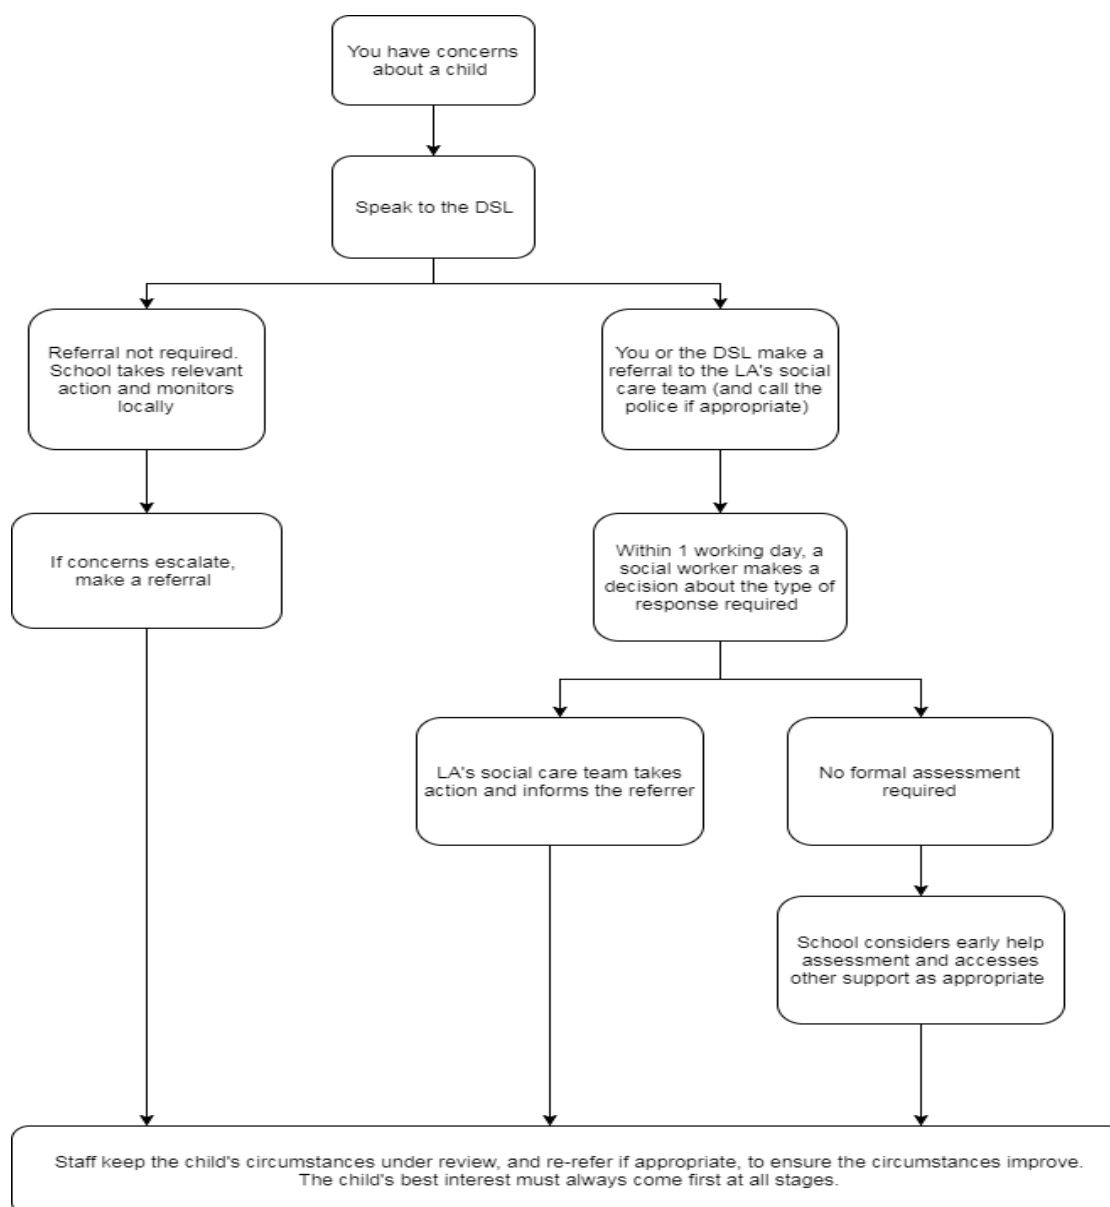 You have concerns
about a child
Speak to the DSL
Referral not required.
School takes relevant
action and monitors
locally
You or the DSL make a
referral to the LA's social
care team (and call the
police if appropriate)
If concerns escalate,
make a referral
Within 1 working day, a
social worker makes a
decision about the type of
response required
LA's social care team takes
action and informs the referrer
No formal assessment
required
School considers early help
assessment and accesses
other support as appropriate
Staff keep the child's circumstances under review, and re-refer if appropriate, to ensure the circumstances improve.
The child's best interest must always come first at all stages.